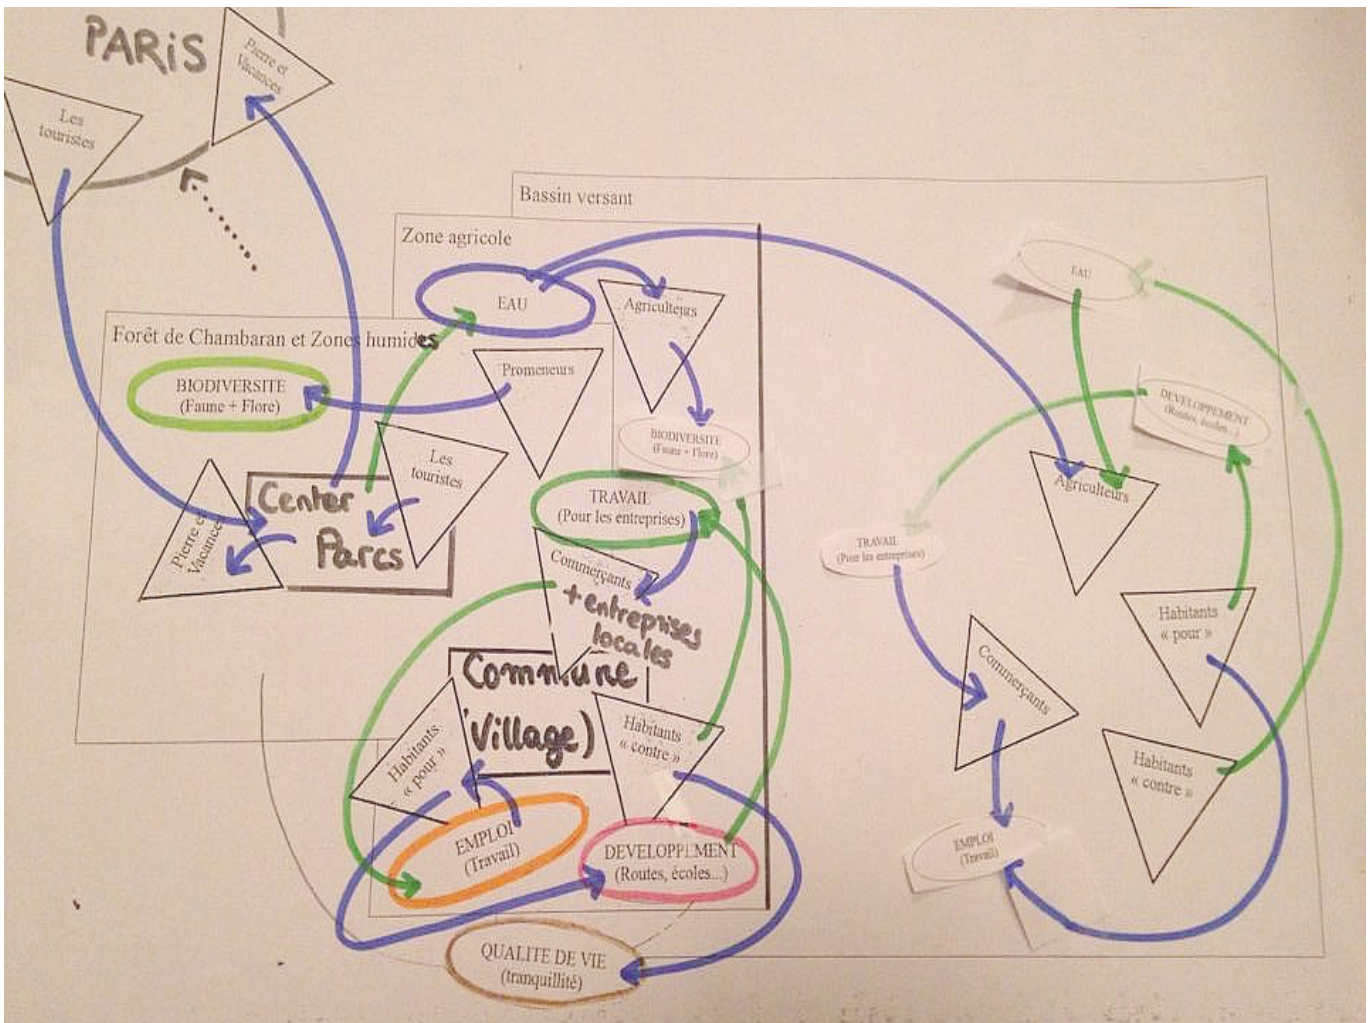 PARiS
Pierre et
Vacances
Les
touristes
Bassin versant
Zone agricole
EAU
Agriculteurs
EAU
Forêt de Chambaran et Zones humides
BIODIVERSITE
(Faune + Flore)
Promeneurs
BIODIVERSITE
(Faune + Flore)
DEVELOPPEMENT
(Routes, écoles...)
Les
touristes
Agriculteurs
Center
Parcs
Pierre et
Vacances
TRAVAIL
(Pour les entreprises)
TRAVAIL
(Pour les entreprises)
Commerçants
+ entreprises
locales
Habitants
« pour »
Commune
Village)
Commerçants
Habitants
« pour »
Habitants
« contre »
Habitants
« contre »
EMPLOI
(Travail)
DEVELOPPEMENT
(Routes, écoles...)
EMPLOI
(Travail)
QUALITE DE VIE
(tranquillité)